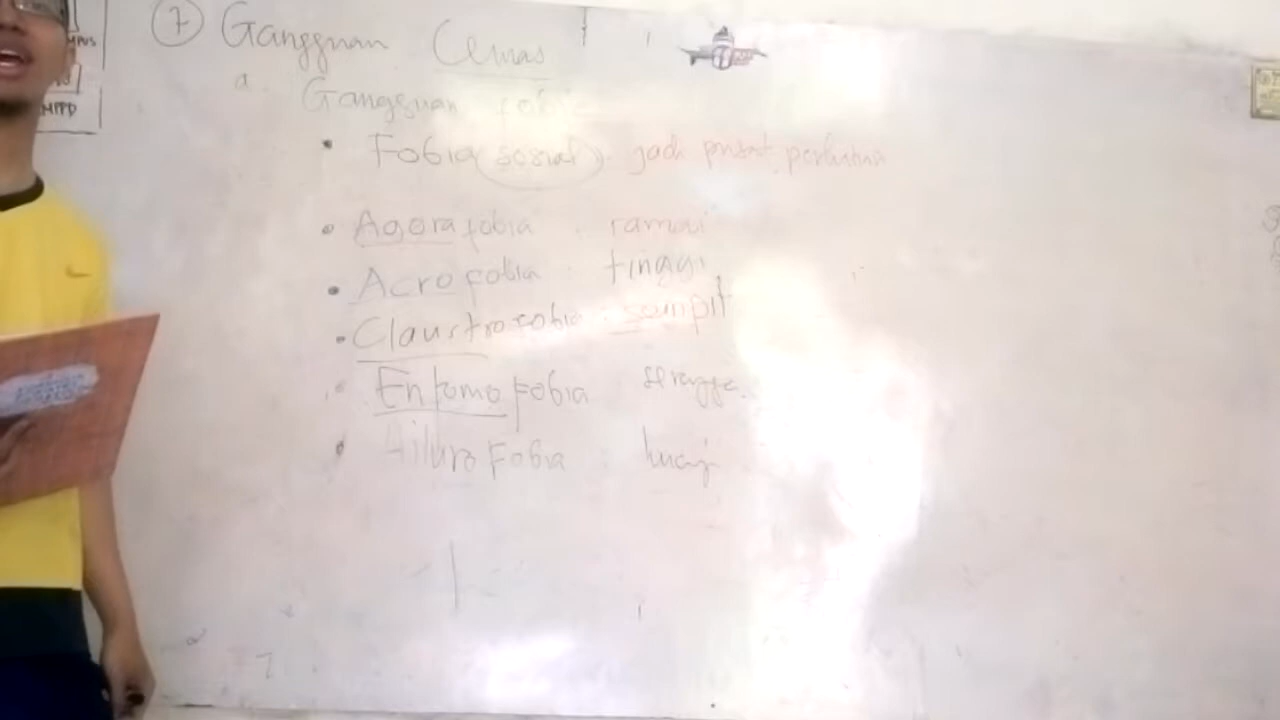 7 Gangguan Cemas
a. Gangguan fobia
• Fobia sosial : jadi pusat perhatian
• Agorafobia : ramai
• Acrofobia : tinggi
• Claustrofobia : sempit
• Entomofobia serangga
• Ailurofobia : kucing